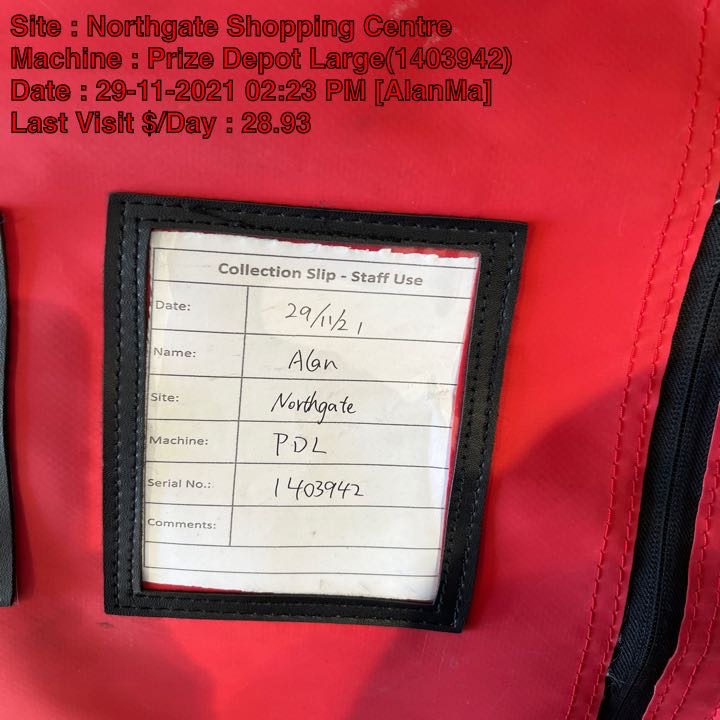 Site : Northgate Shopping Centre
Machine : Prize Depot Large(1403942)
Date : 29-11-2021 02:23 PM [AlanMa]
Last Visit $/Day : 28.93
Collection Slip - Staff Use
Date: 29/11/21
Name: Alan
Site: Northgate
Machine: PDL
Serial No.: 1403942
Comments: